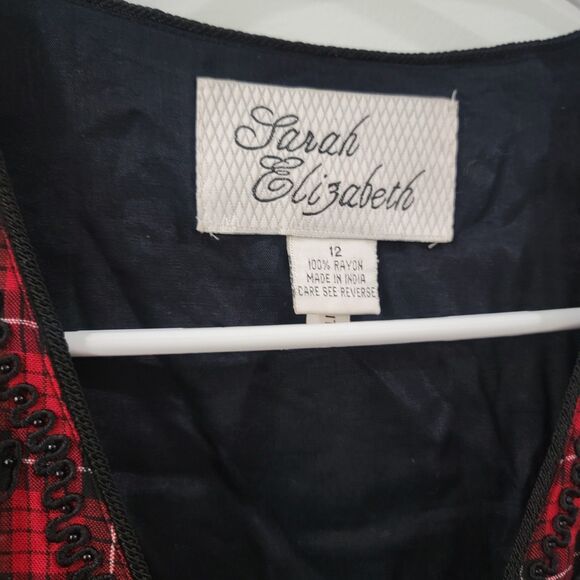 Sarah
Elizabeth
12
100% RAYON
MADE IN INDIA
CARE SEE REVERSE